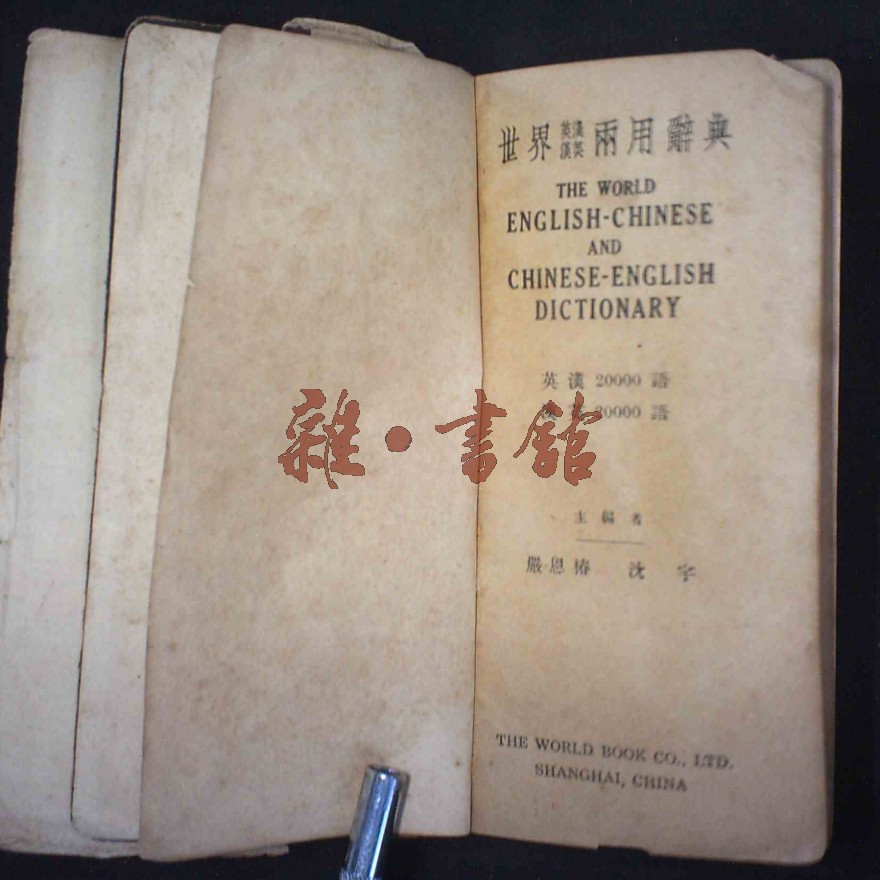 世界英漢漢英兩用辭典
THE WORLD
ENGLISH-CHINESE
AND
CHINESE-ENGLISH
DICTIONARY
英漢 20000 語
漢英 20000 語
主編者
嚴恩椿 沈宇
THE WORLD BOOK CO., LTD.
SHANGHAI, CHINA
雜·書館